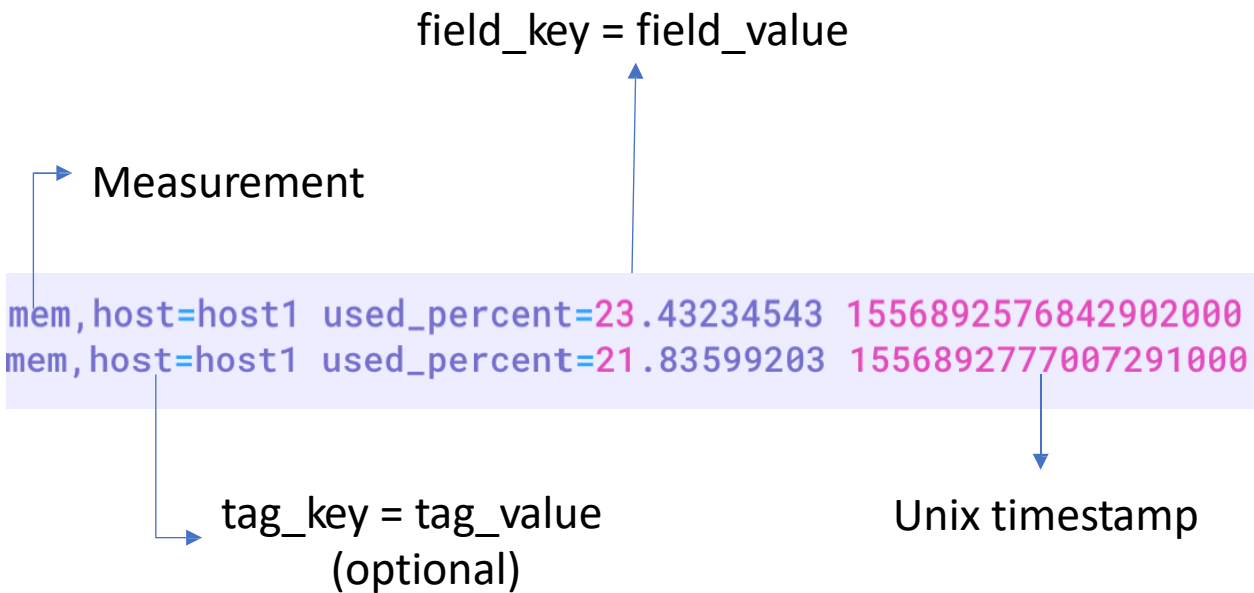 field_key = field_value
Measurement
mem,host=host1 used_percent=23.43234543 1556892576842902000
mem,host=host1 used_percent=21.83599203 1556892777007291000
tag_key = tag_value
(optional)
Unix timestamp